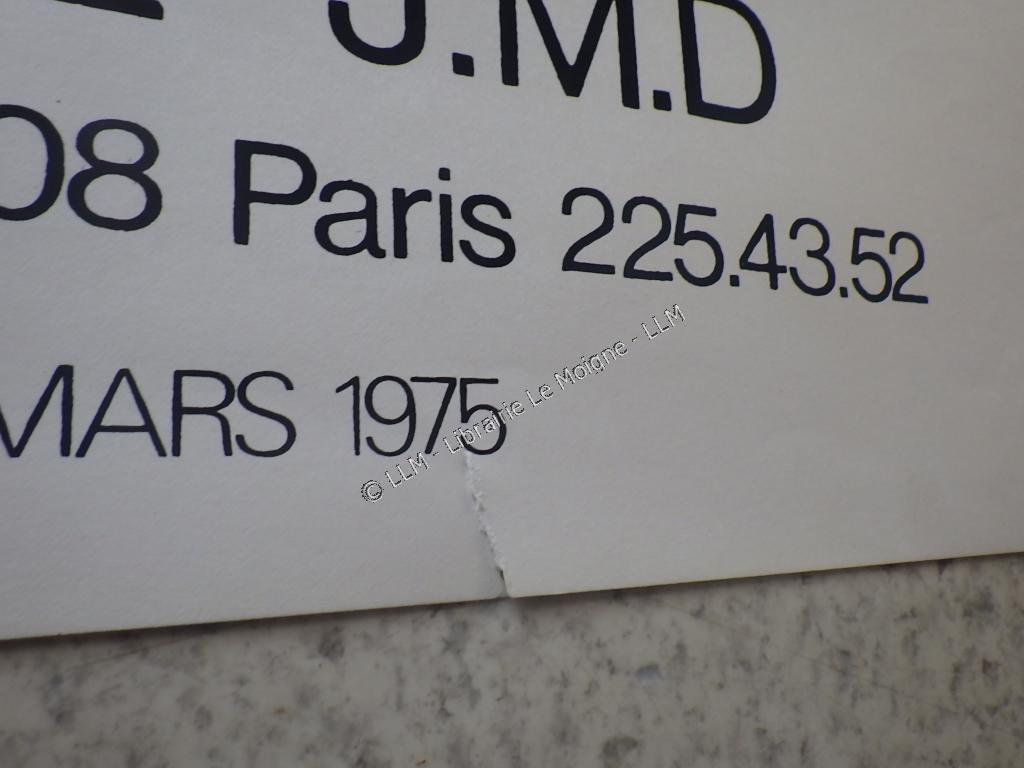 J.M.D
08 Paris 225.43.52
MARS 1975
© LLM - Librairie Le Moigne - LLM